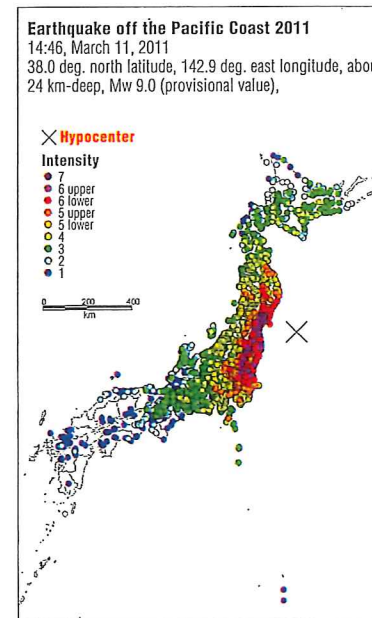 Earthquake off the Pacific Coast 2011
14:46, March 11, 2011
38.0 deg. north latitude, 142.9 deg. east longitude, abou
24 km-deep, Mw 9.0 (provisional value),
Hypocenter
Intensity
7
6 upper
6 lower
5 upper
5 lower
4
3
2
1
0 200 400
km